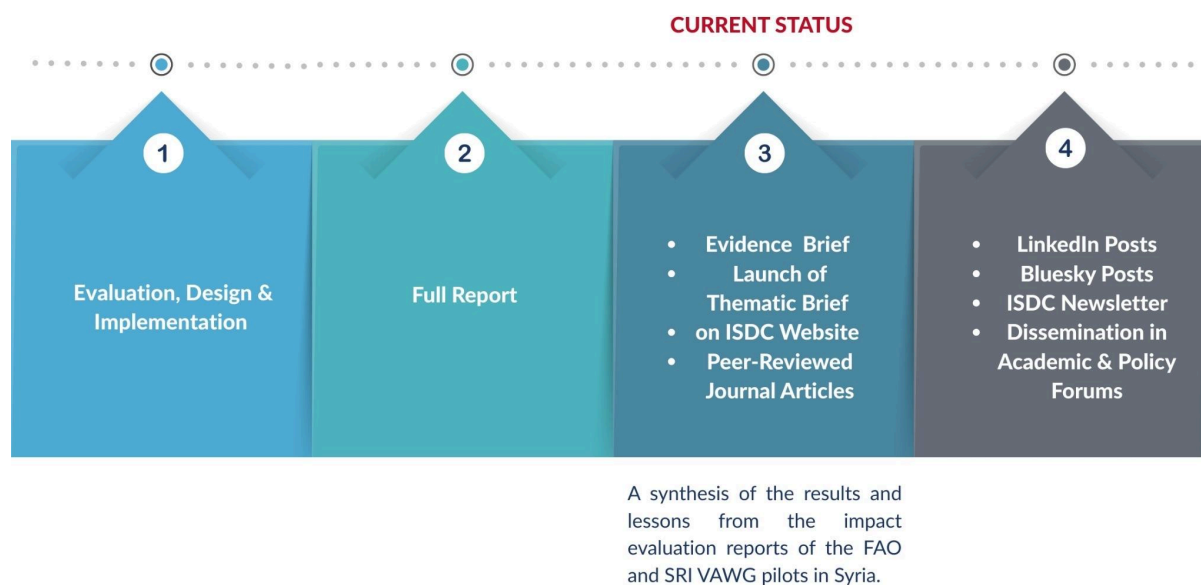 CURRENT STATUS
1
Evaluation, Design &
Implementation
2
Full Report
3
• Evidence Brief
• Launch of
Thematic Brief
• on ISDC Website
• Peer-Reviewed
Journal Articles
4
• LinkedIn Posts
• Bluesky Posts
• ISDC Newsletter
• Dissemination in
Academic & Policy
Forums
A synthesis of the results and
lessons from the impact
evaluation reports of the FAO
and SRI VAWG pilots in Syria.